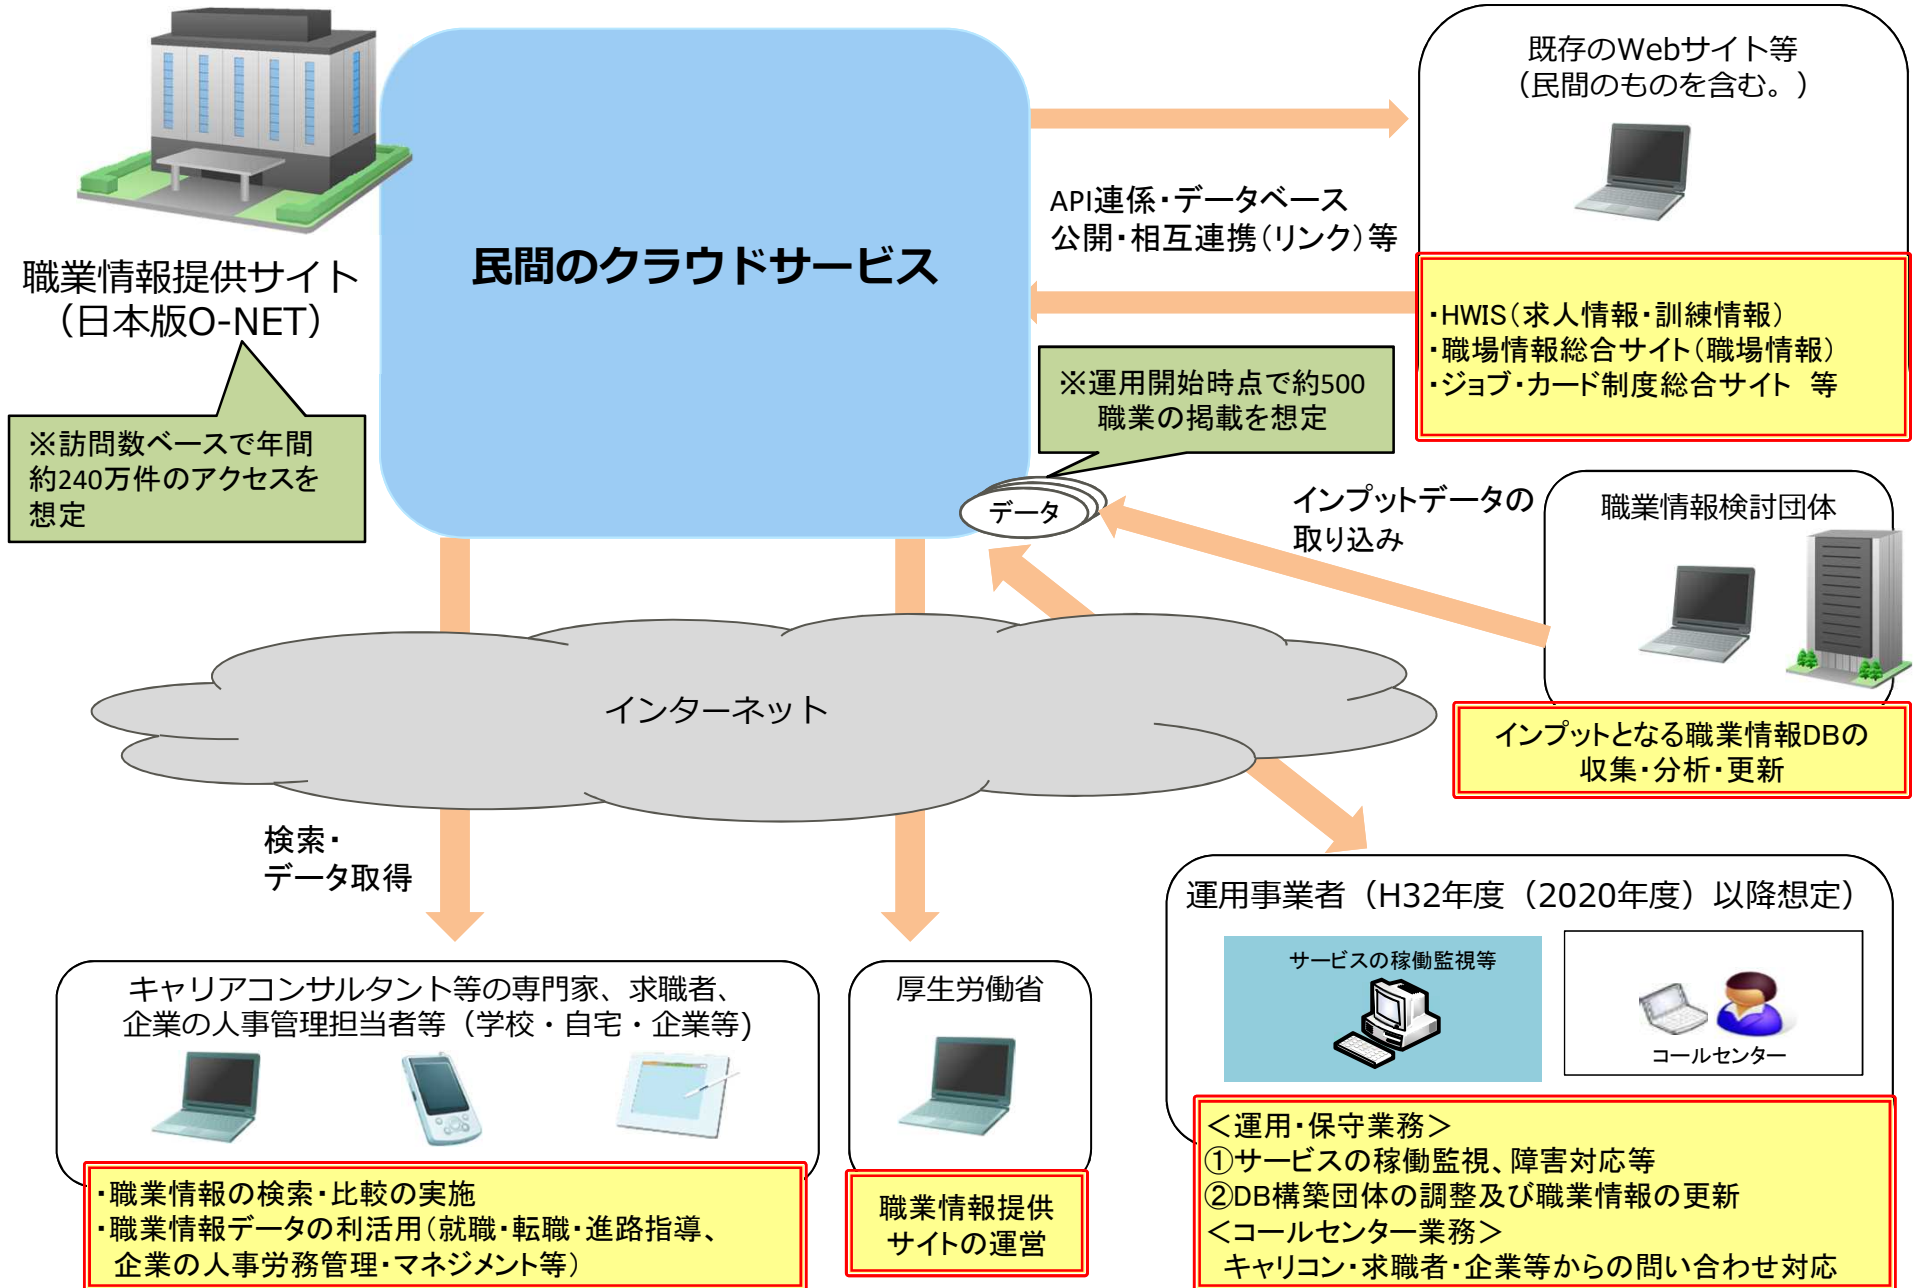 職業情報提供サイト
（日本版O-NET）
※訪問数ベースで年間
約240万件のアクセスを
想定
民間のクラウドサービス
API連係・データベース
公開・相互連携（リンク）等
既存のWebサイト等
（民間のものを含む。）
・HWIS（求人情報・訓練情報）
・職場情報総合サイト（職場情報）
・ジョブ・カード制度総合サイト　等
※運用開始時点で約500
職業の掲載を想定
データ
インプットデータの
取り込み
職業情報検討団体
インプットとなる職業情報DBの
収集・分析・更新
インターネット
検索・
データ取得
キャリアコンサルタント等の専門家、求職者、
企業の人事管理担当者等（学校・自宅・企業等)
・職業情報の検索・比較の実施
・職業情報データの利活用（就職・転職・進路指導、
企業の人事労務管理・マネジメント等）
厚生労働省
職業情報提供
サイトの運営
運用事業者（H32年度（2020年度）以降想定）
サービスの稼働監視等
コールセンター
＜運用・保守業務＞
①サービスの稼働監視、障害対応等
②DB構築団体の調整及び職業情報の更新
＜コールセンター業務＞
キャリコン・求職者・企業等からの問い合わせ対応